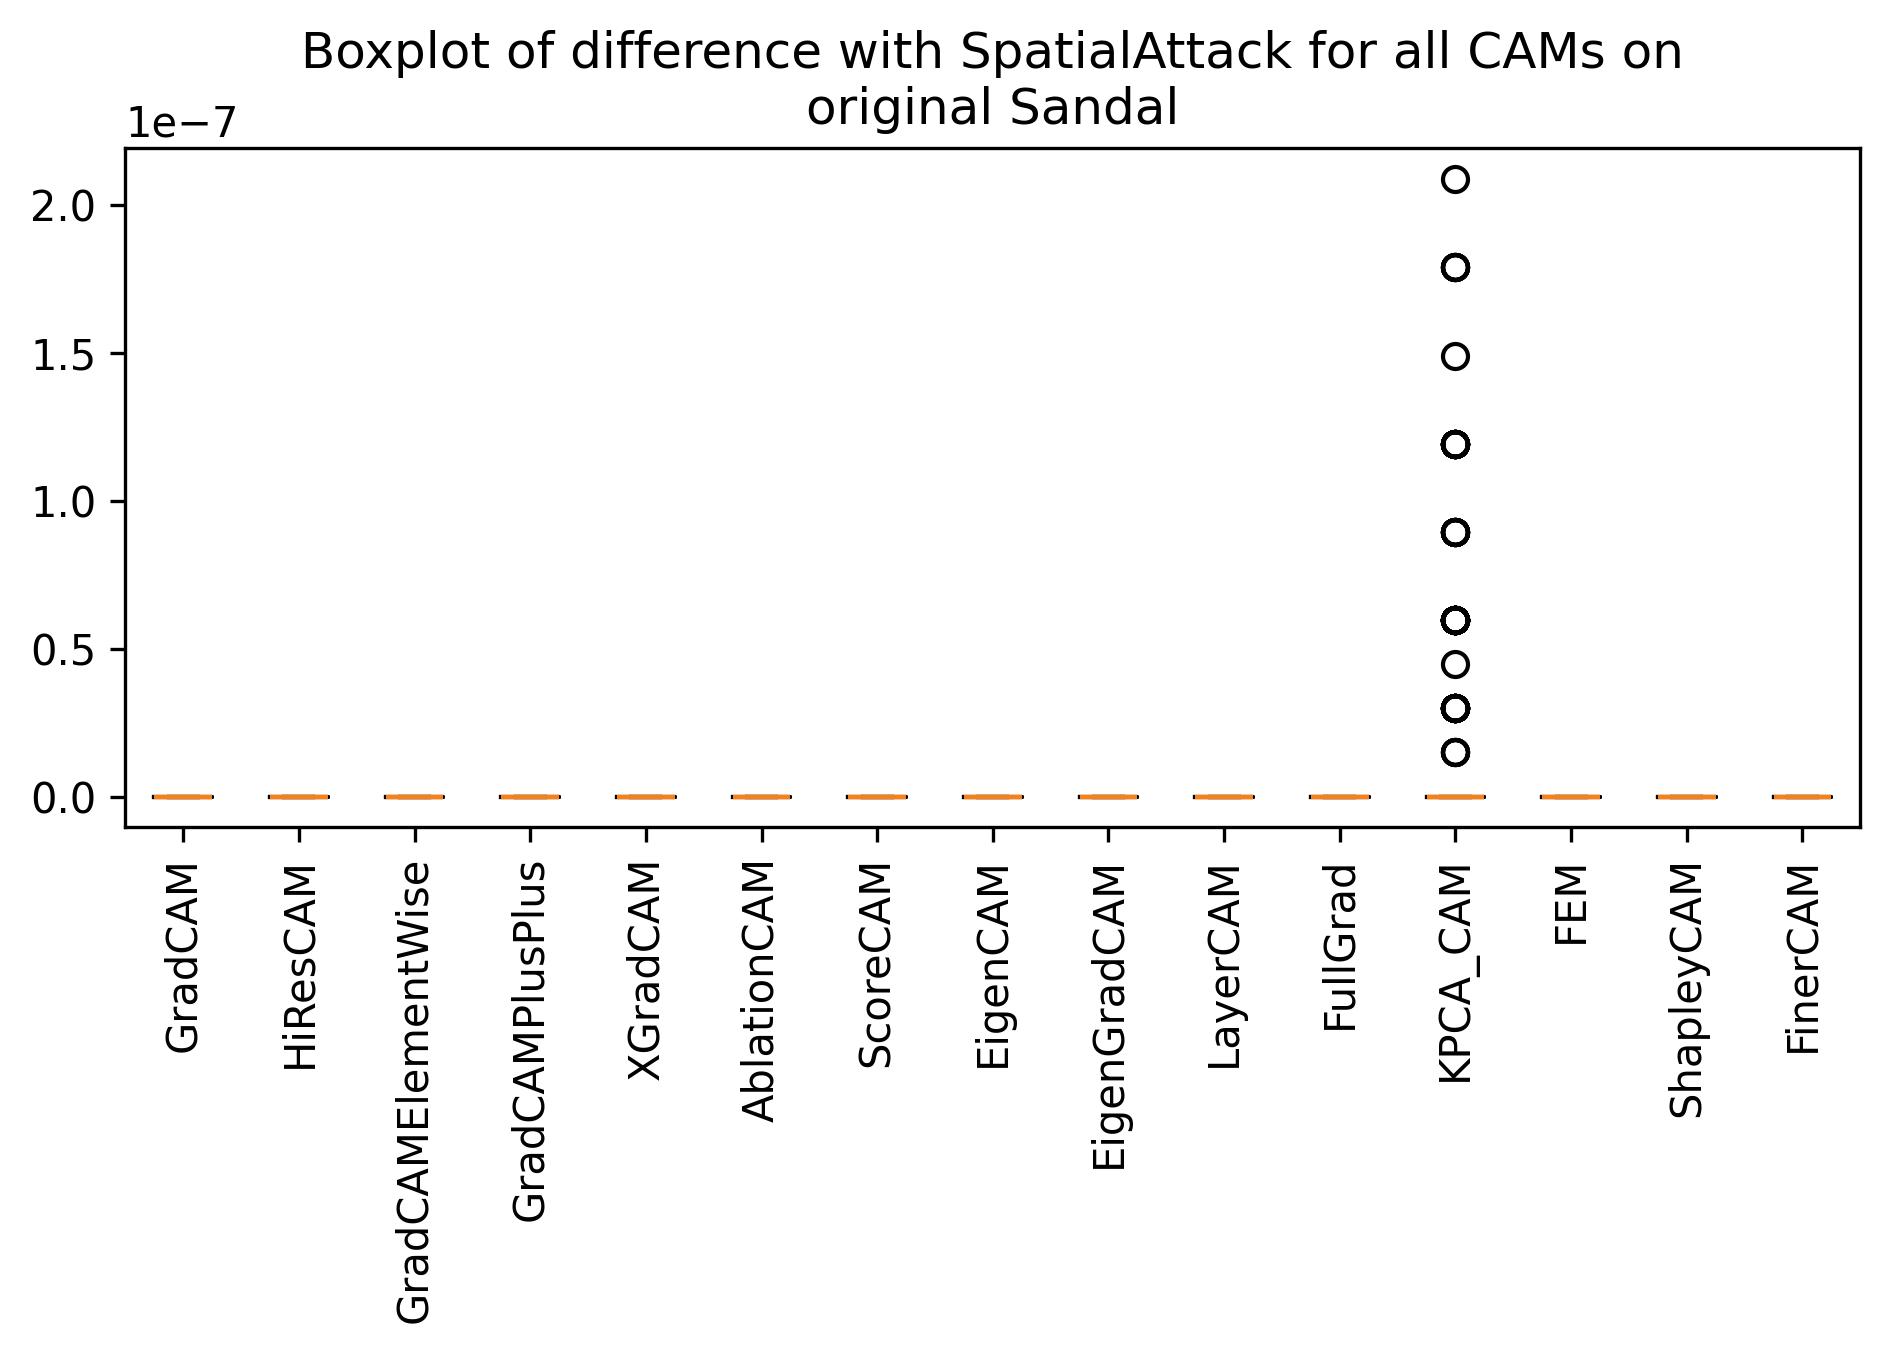 Boxplot of difference with SpatialAttack for all CAMs on
original Sandal
1e−7
2.0
1.5
1.0
0.5
0.0
GradCAM
HiResCAM
GradCAMElementWise
GradCAMPlusPlus
XGradCAM
AblationCAM
ScoreCAM
EigenCAM
EigenGradCAM
LayerCAM
FullGrad
KPCA_CAM
FEM
ShapleyCAM
FinerCAM